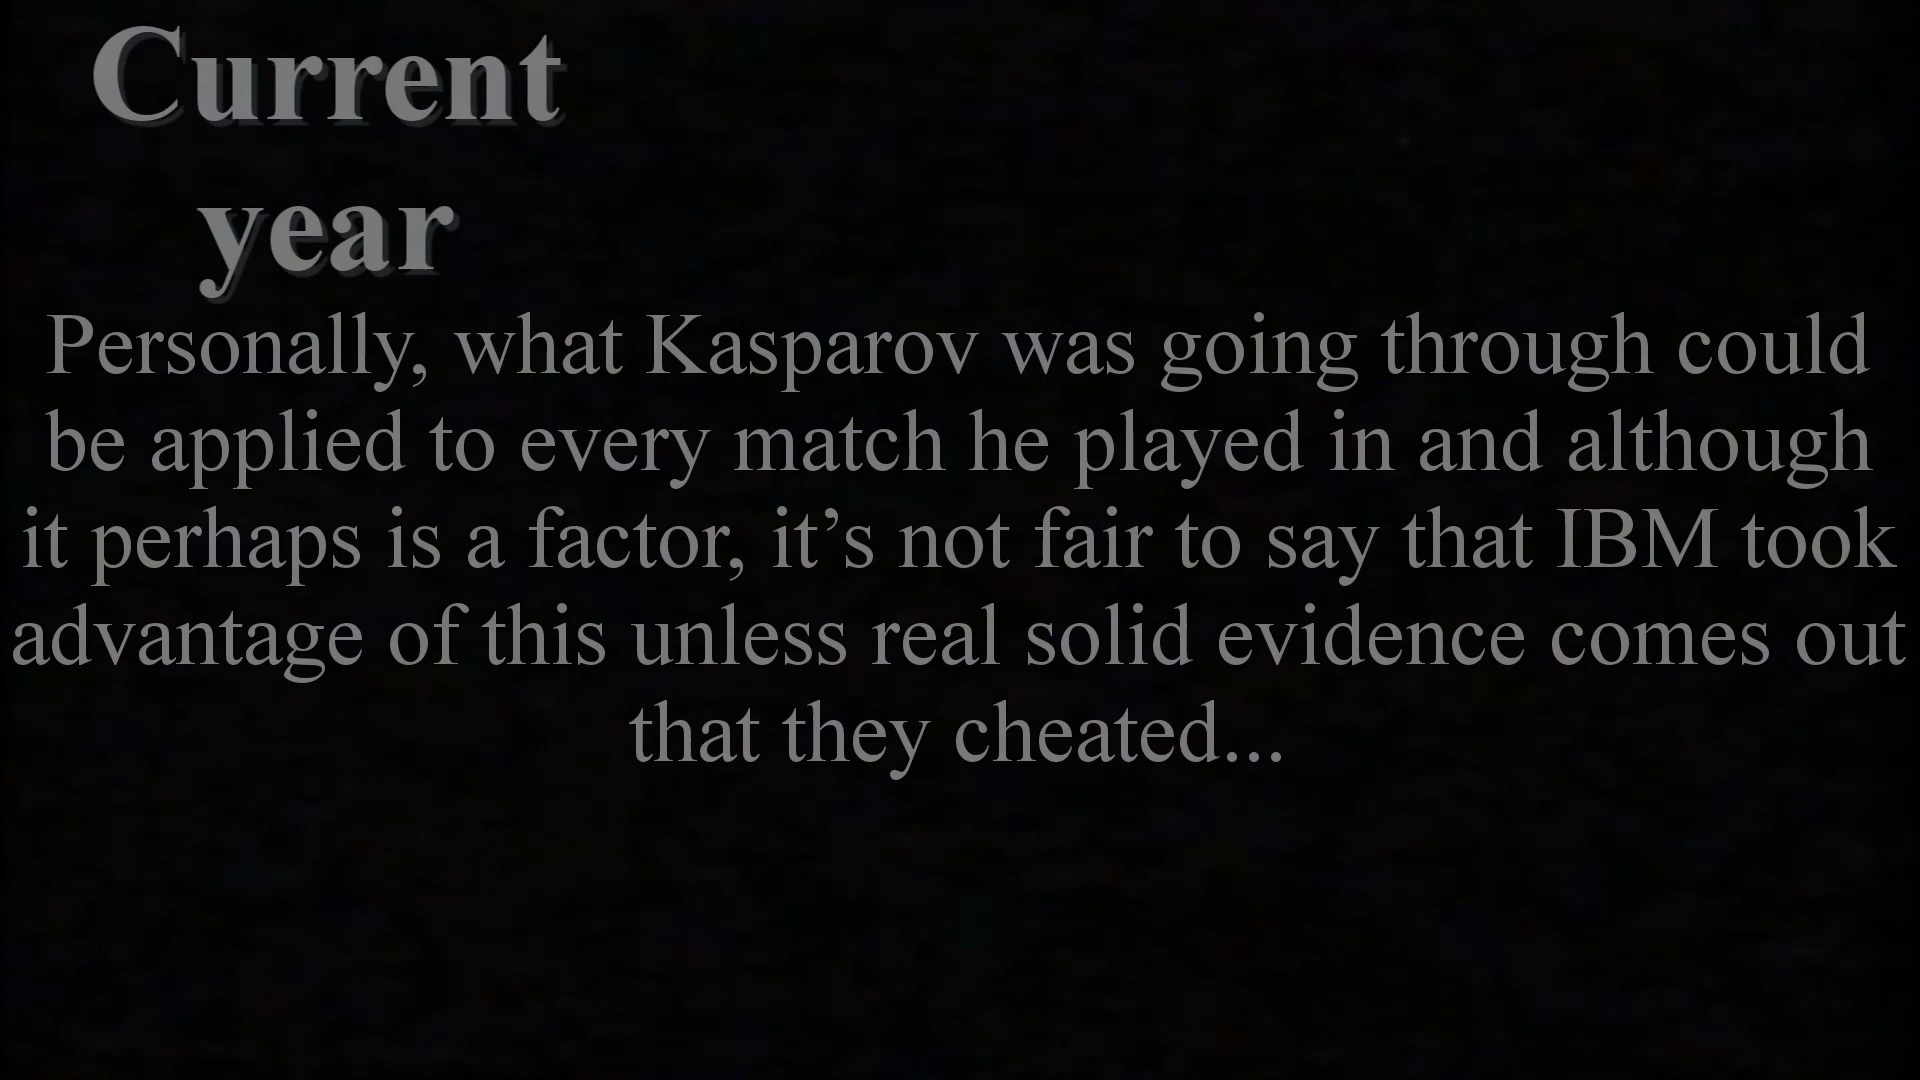 Current
year
Personally, what Kasparov was going through could
be applied to every match he played in and although
it perhaps is a factor, it’s not fair to say that IBM took
advantage of this unless real solid evidence comes out
that they cheated...